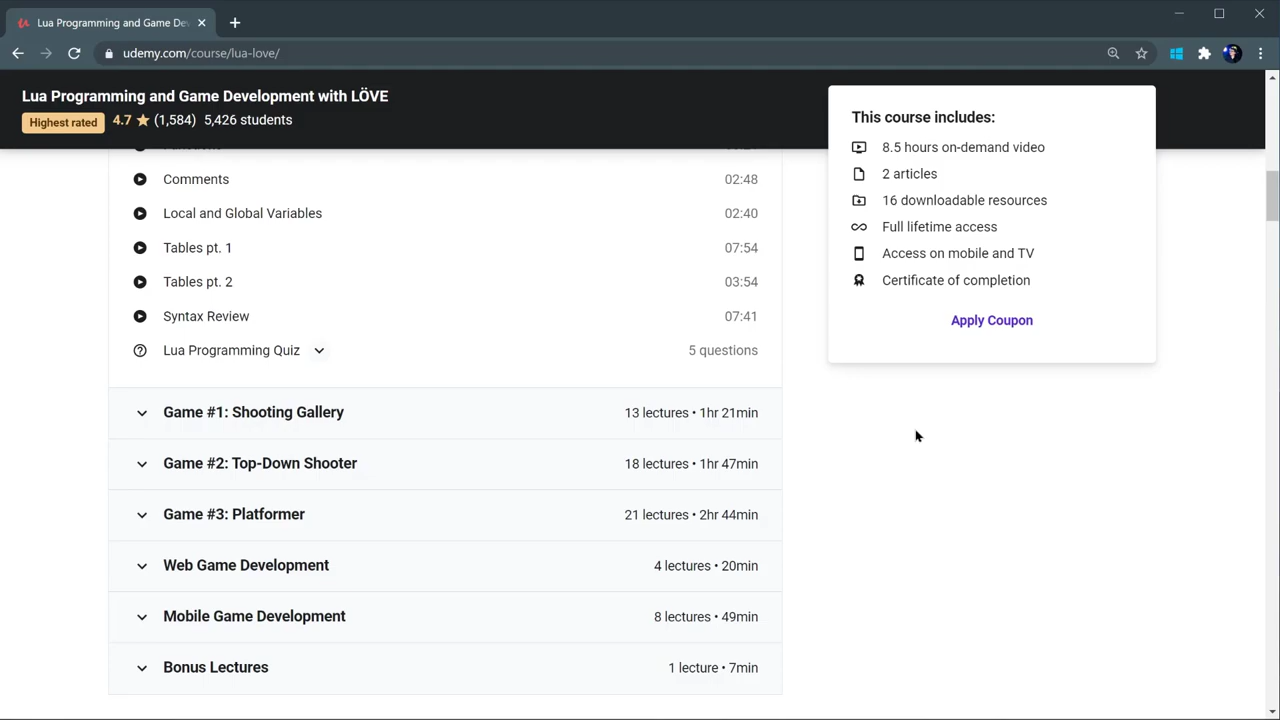 Lua Programming and Game De
udemy.com/course/lua-love/
Lua Programming and Game Development with LÖVE
Highest rated 4.7 (1,584) 5,426 students
Comments 02:48
Local and Global Variables 02:40
Tables pt. 1 07:54
Tables pt. 2 03:54
Syntax Review 07:41
Lua Programming Quiz 5 questions
Game #1: Shooting Gallery 13 lectures • 1hr 21min
Game #2: Top-Down Shooter 18 lectures • 1hr 47min
Game #3: Platformer 21 lectures • 2hr 44min
Web Game Development 4 lectures • 20min
Mobile Game Development 8 lectures • 49min
Bonus Lectures 1 lecture • 7min
This course includes:
8.5 hours on-demand video
2 articles
16 downloadable resources
Full lifetime access
Access on mobile and TV
Certificate of completion
Apply Coupon